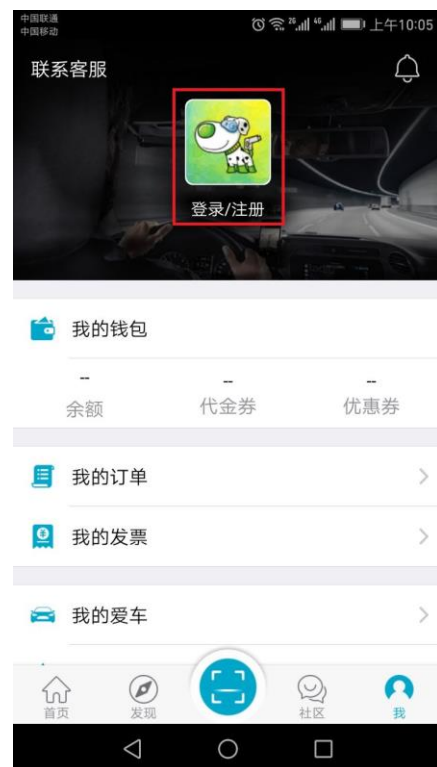 中国联通
中国移动
26 46 上午10:05
联系客服
登录/注册
我的钱包
-- -- --
余额 代金券 优惠券
我的订单
我的发票
我的爱车
首页 发现 社区 我